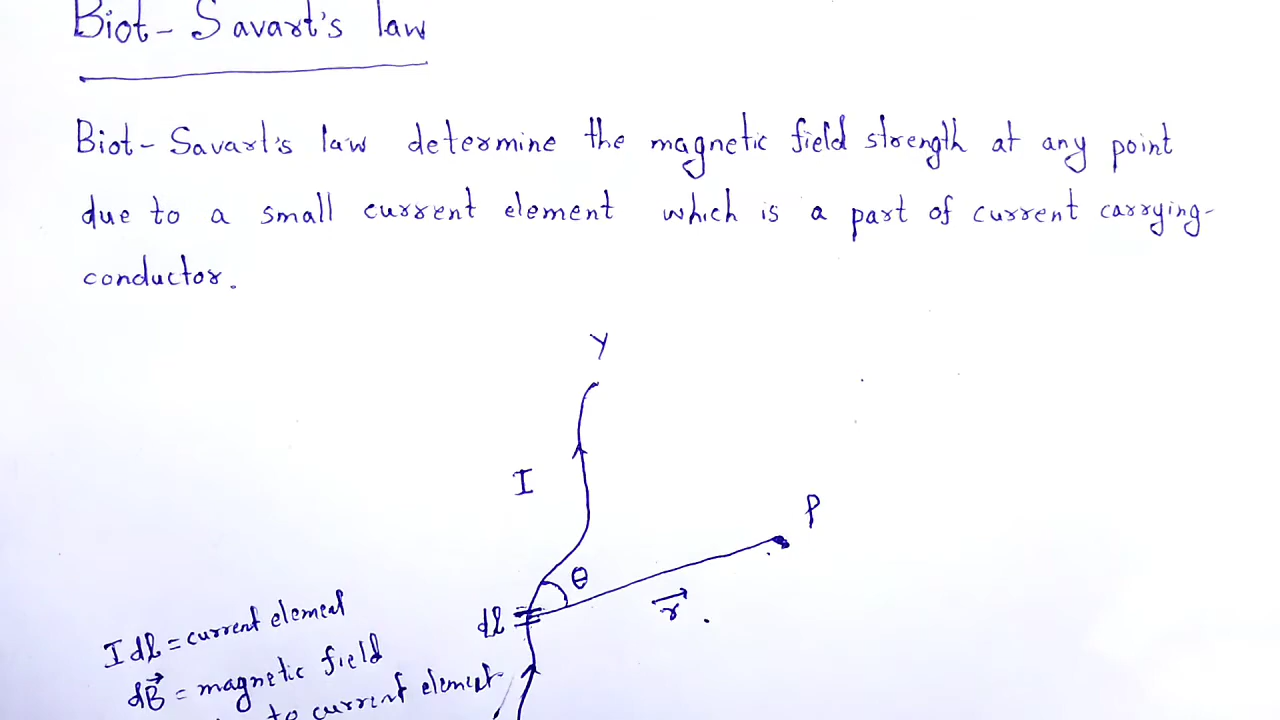 Biot-Savart's law
Biot-Savart's law determine the magnetic field strength at any point
due to a small current element which is a part of current carrying-
conductor.
Y
I
P
θ
r
dl
I dl = current element
dB = magnetic field
to current element